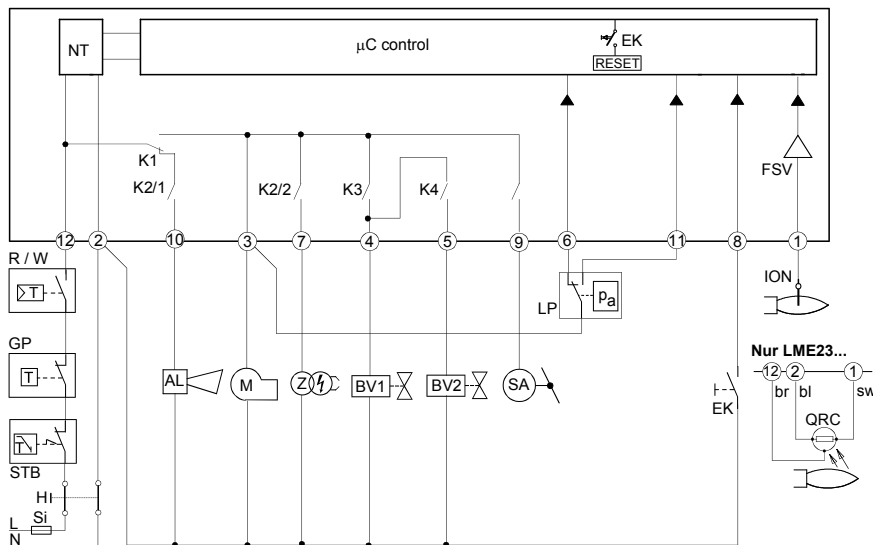 NT
µC control
EK
RESET
K1
K2/1
K2/2
K3
K4
FSV
12 2 10 3 7 4 5 9 6 11 8 1
R / W
T
LP
pa
ION
GP
T
AL
M
Z
BV1
BV2
SA
EK
Nur LME23...
12 2 1
br bl sw
QRC
T
STB
H
Si
L
N